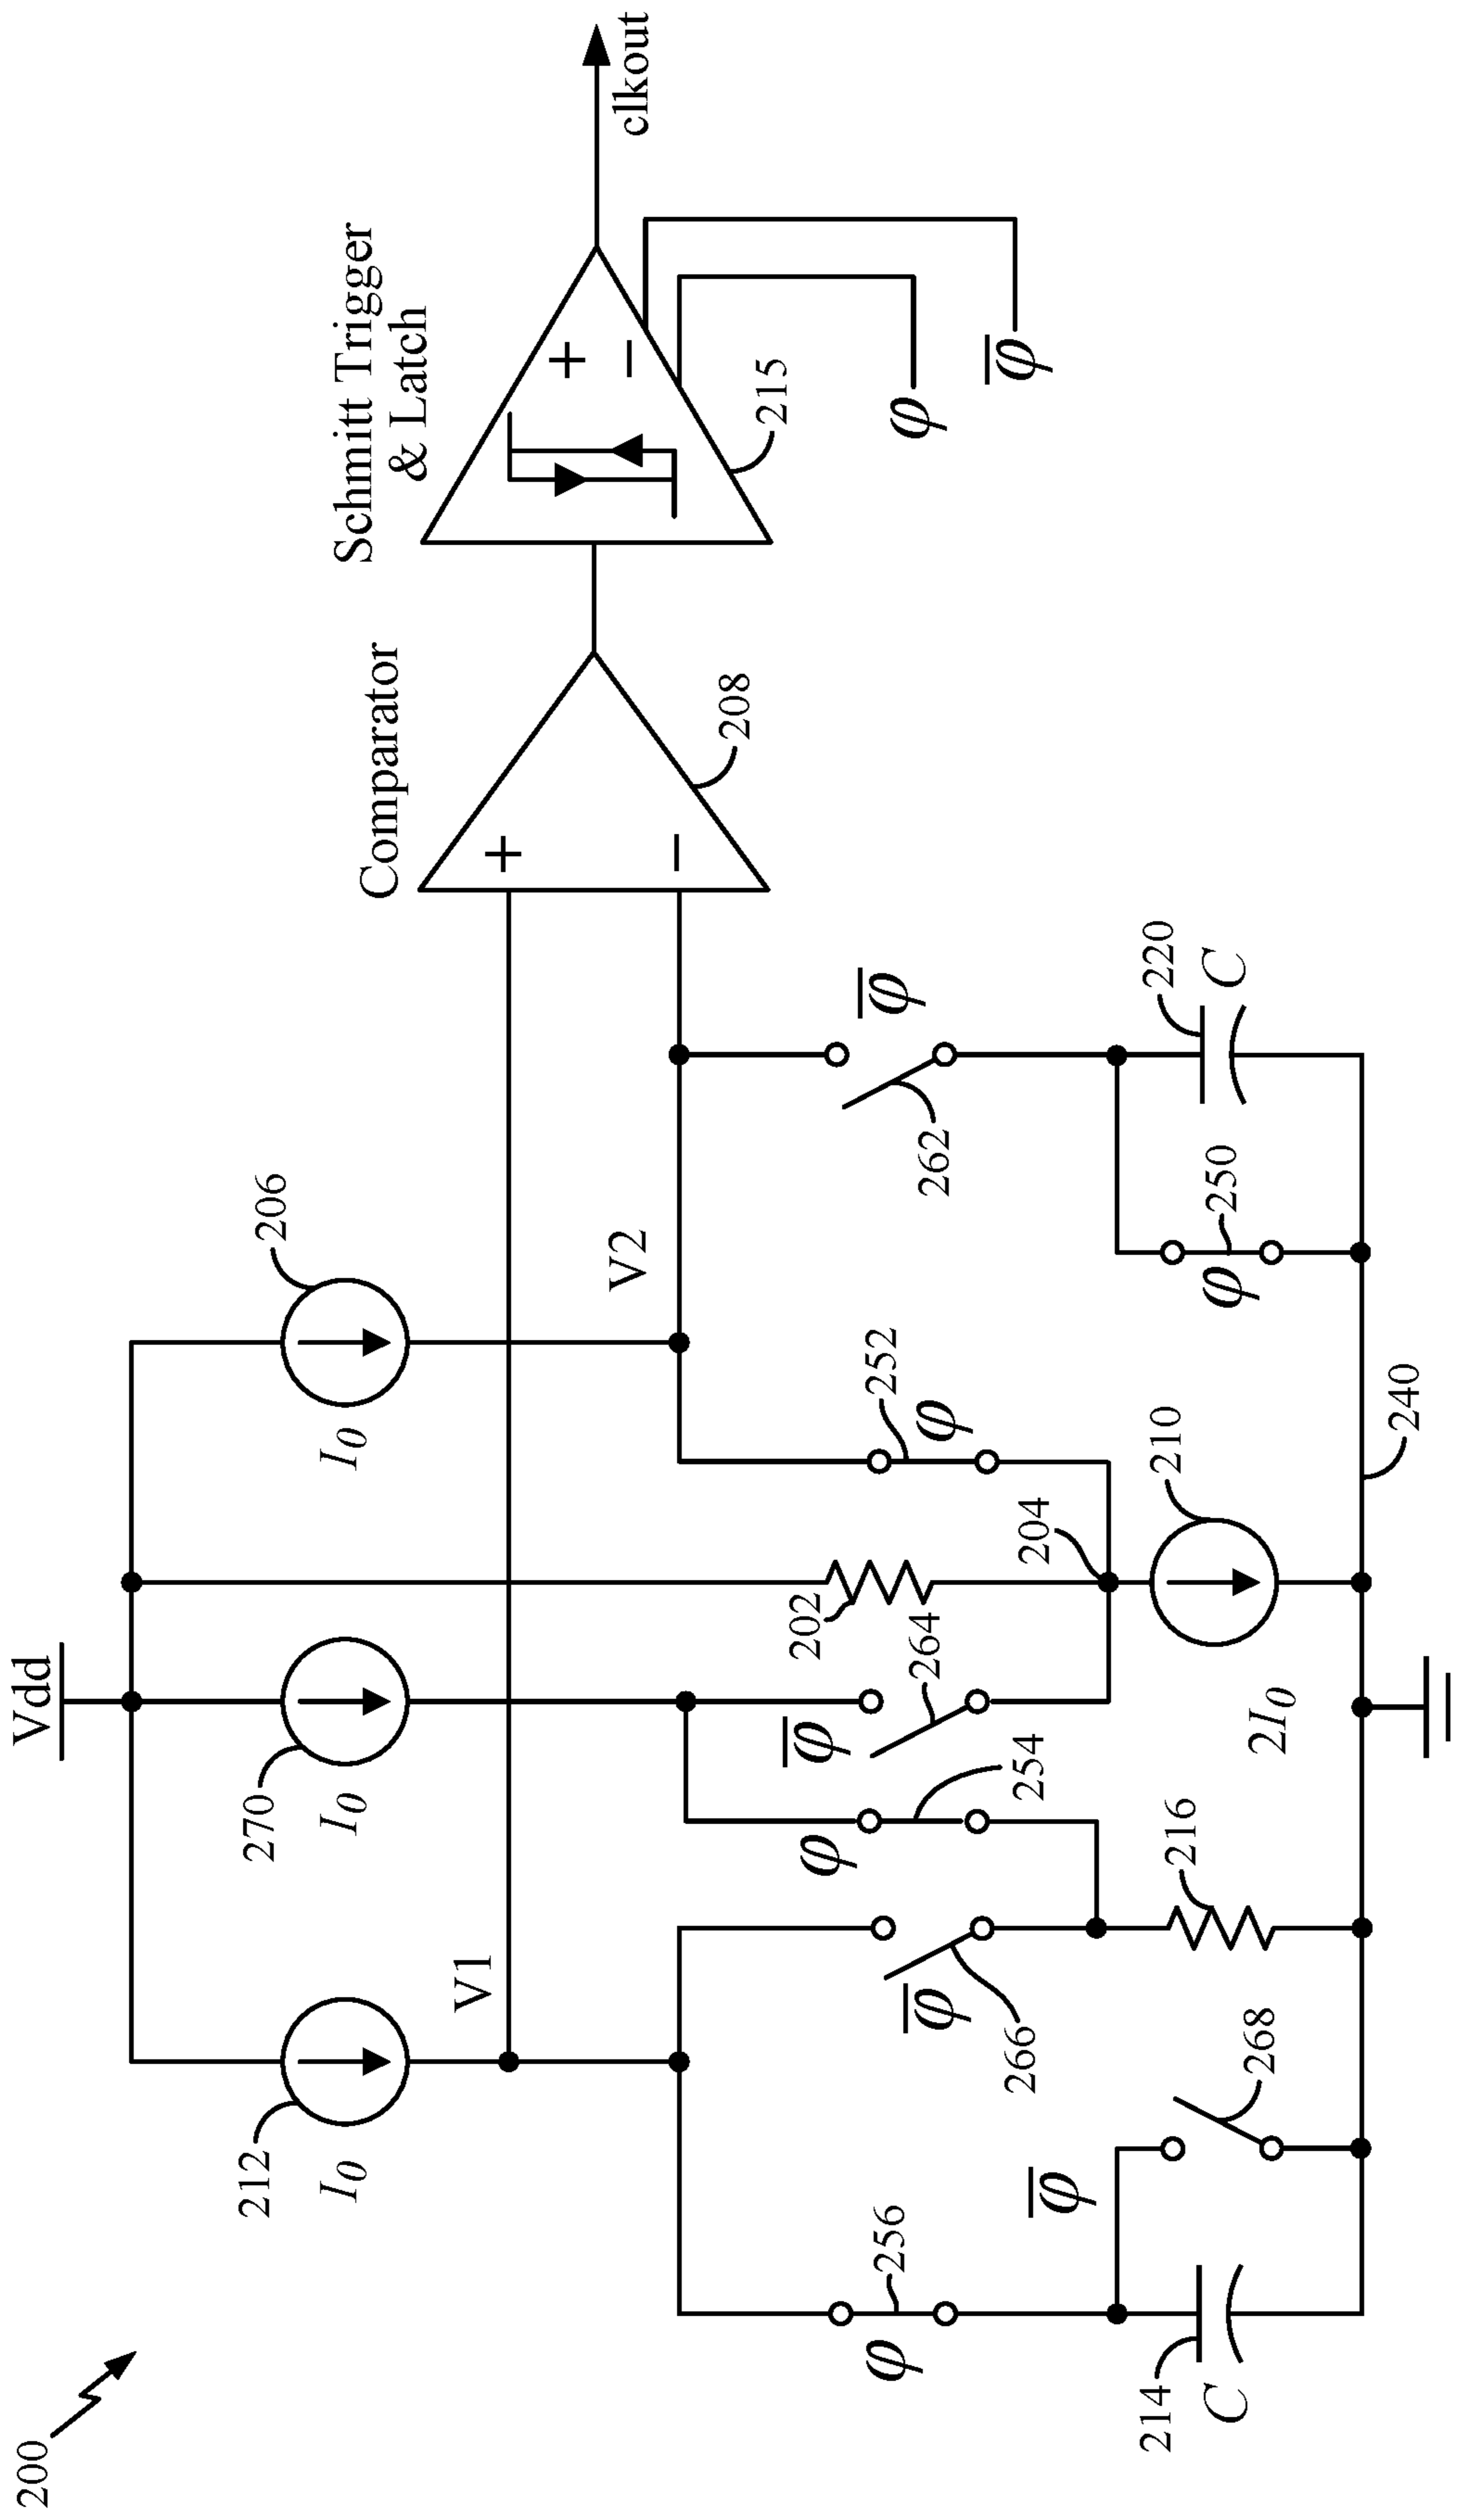 200
Vdd
212
I0
270
I0
206
I0
V1
V2
Comparator
+
−
208
Schmitt Trigger
& Latch
+
−
215
clkout
φ
φ̅
φ
256
φ̅
266
φ
254
φ̅
264
202
204
252
φ
262
φ̅
214
C
φ̅
268
216
2I0
210
240
φ
250
220
C